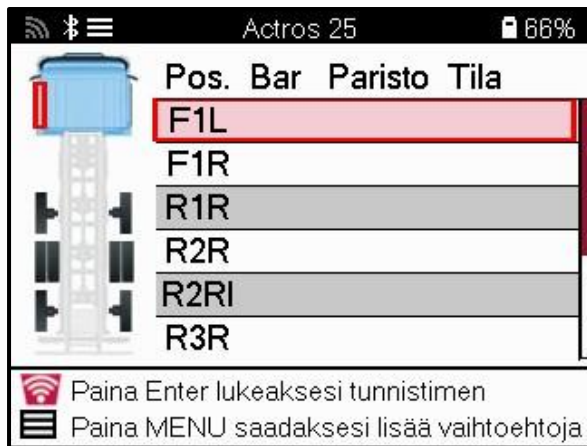 Actros 25 66%
Pos. Bar Paristo Tila
F1L
F1R
R1R
R2R
R2RI
R3R
Paina Enter lukeaksesi tunnistimen
Paina MENU saadaksesi lisää vaihtoehtoja